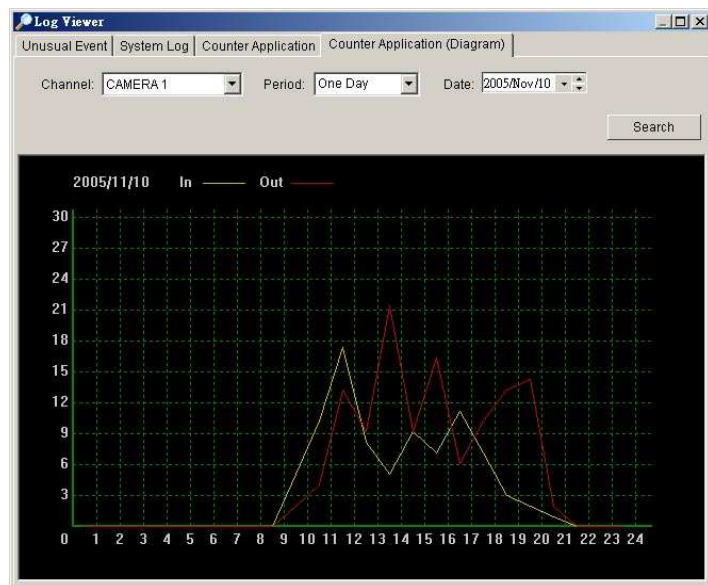 Log Viewer
Unusual Event System Log Counter Application Counter Application (Diagram)
Channel: CAMERA 1 Period: One Day Date: 2005/Nov/10
Search
2005/11/10 In Out
30
27
24
21
18
15
12
9
6
3
0 1 2 3 4 5 6 7 8 9 10 11 12 13 14 15 16 17 18 19 20 21 22 23 24